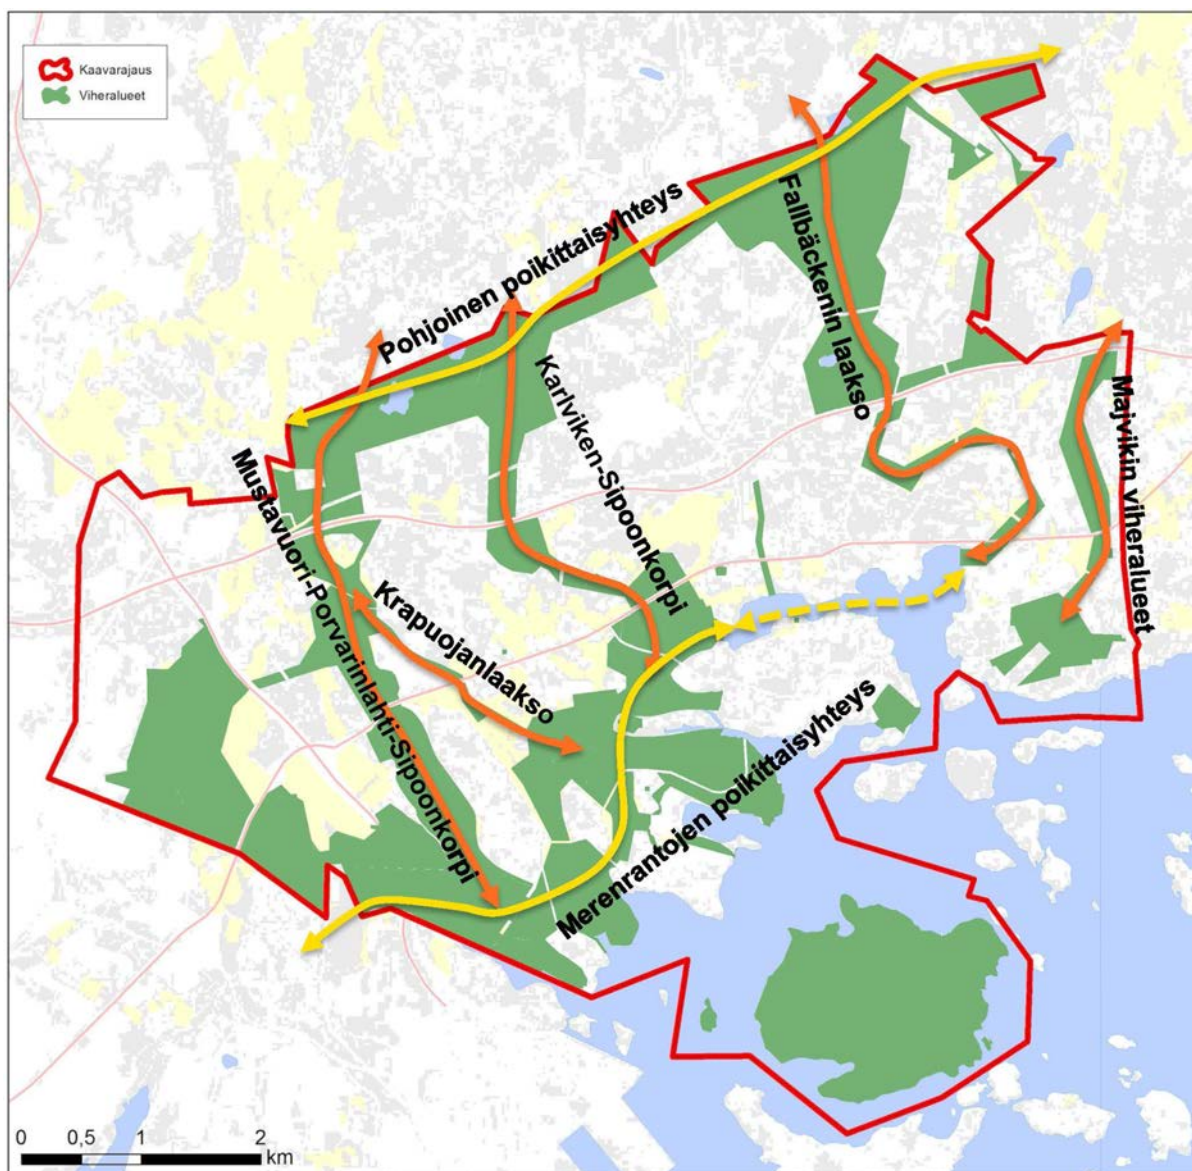 Kaavarajaus
Viheralueet
Pohjoinen poikittaisyhteys
Fallbäckenin laakso
Karlviken-Sipoonkorpi
Majvikin viheralueet
Mustavuori-Porvarinlahti-Sipoonkorpi
Krapuojanlaakso
Merenrantojen poikittaisyhteys
0 0,5 1 2
km